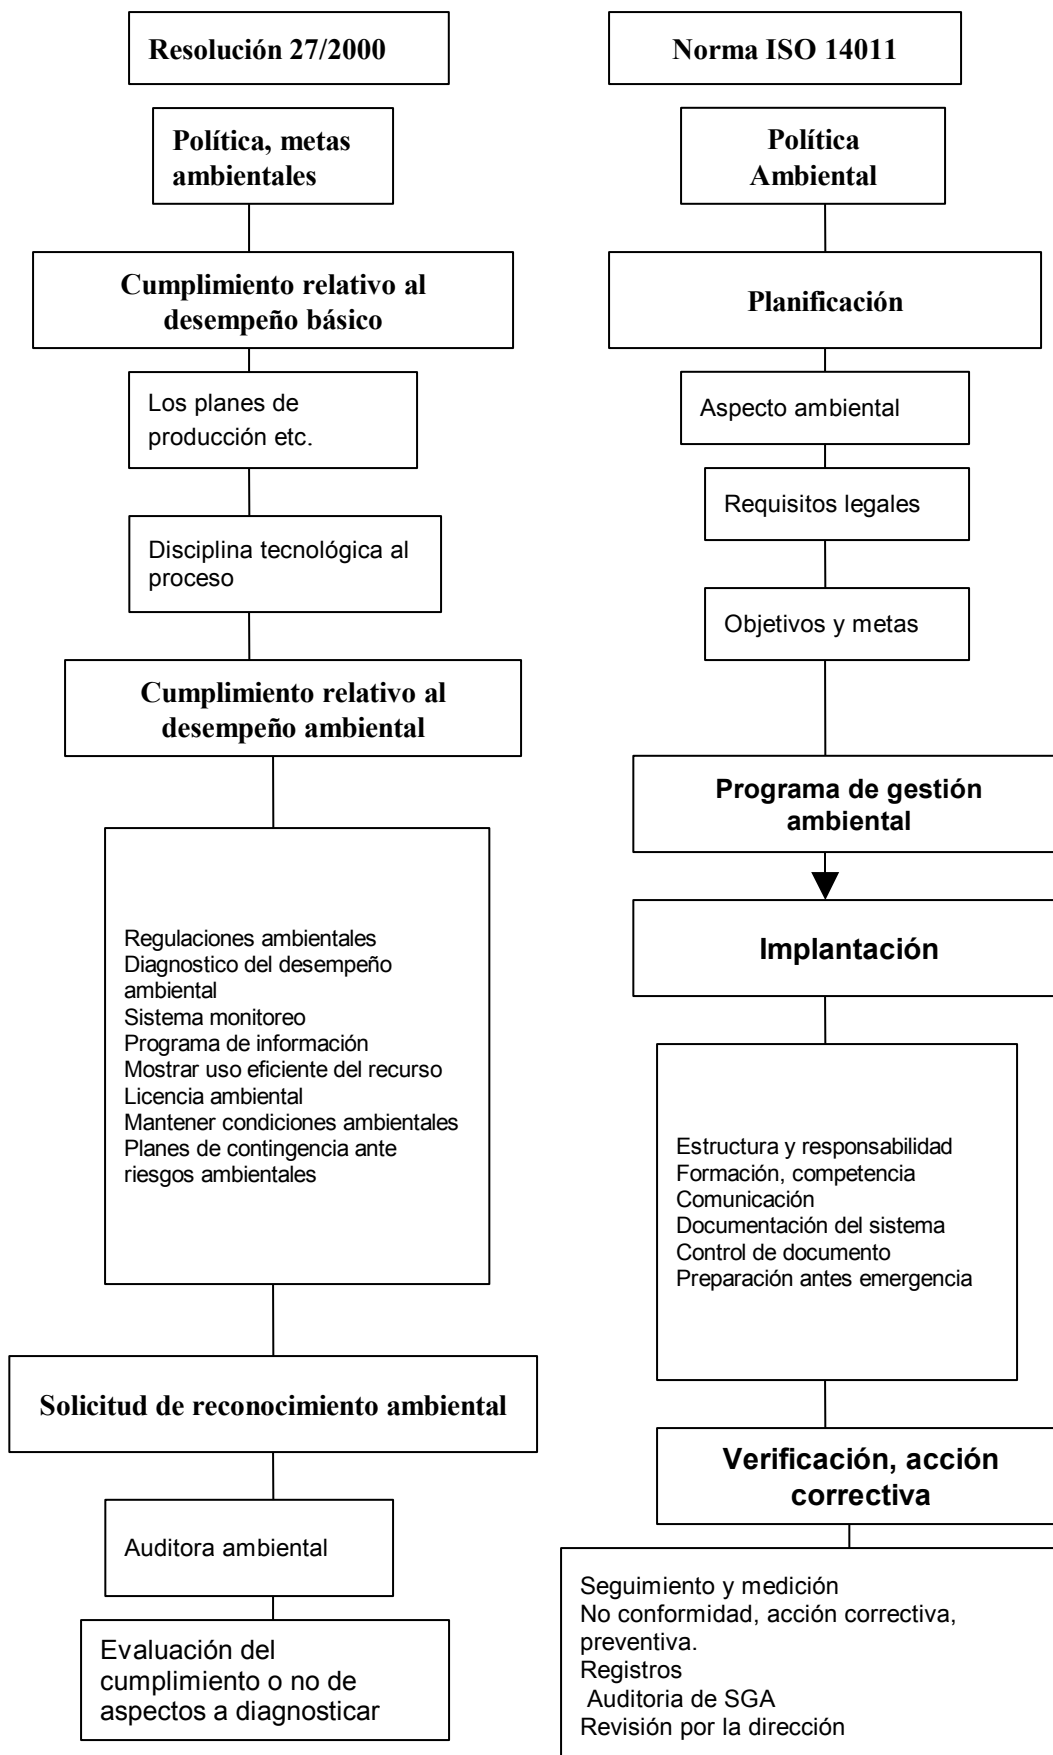 Resolución 27/2000
Política, metas
ambientales
Cumplimiento relativo al
desempeño básico
Los planes de
producción etc.
Disciplina tecnológica al
proceso
Cumplimiento relativo al
desempeño ambiental
Regulaciones ambientales
Diagnostico del desempeño
ambiental
Sistema monitoreo
Programa de información
Mostrar uso eficiente del recurso
Licencia ambiental
Mantener condiciones ambientales
Planes de contingencia ante
riesgos ambientales
Solicitud de reconocimiento ambiental
Auditora ambiental
Evaluación del
cumplimiento o no de
aspectos a diagnosticar
Norma ISO 14011
Política
Ambiental
Planificación
Aspecto ambiental
Requisitos legales
Objetivos y metas
Programa de gestión
ambiental
Implantación
Estructura y responsabilidad
Formación, competencia
Comunicación
Documentación del sistema
Control de documento
Preparación antes emergencia
Verificación, acción
correctiva
Seguimiento y medición
No conformidad, acción correctiva,
preventiva.
Registros
Auditoria de SGA
Revisión por la dirección